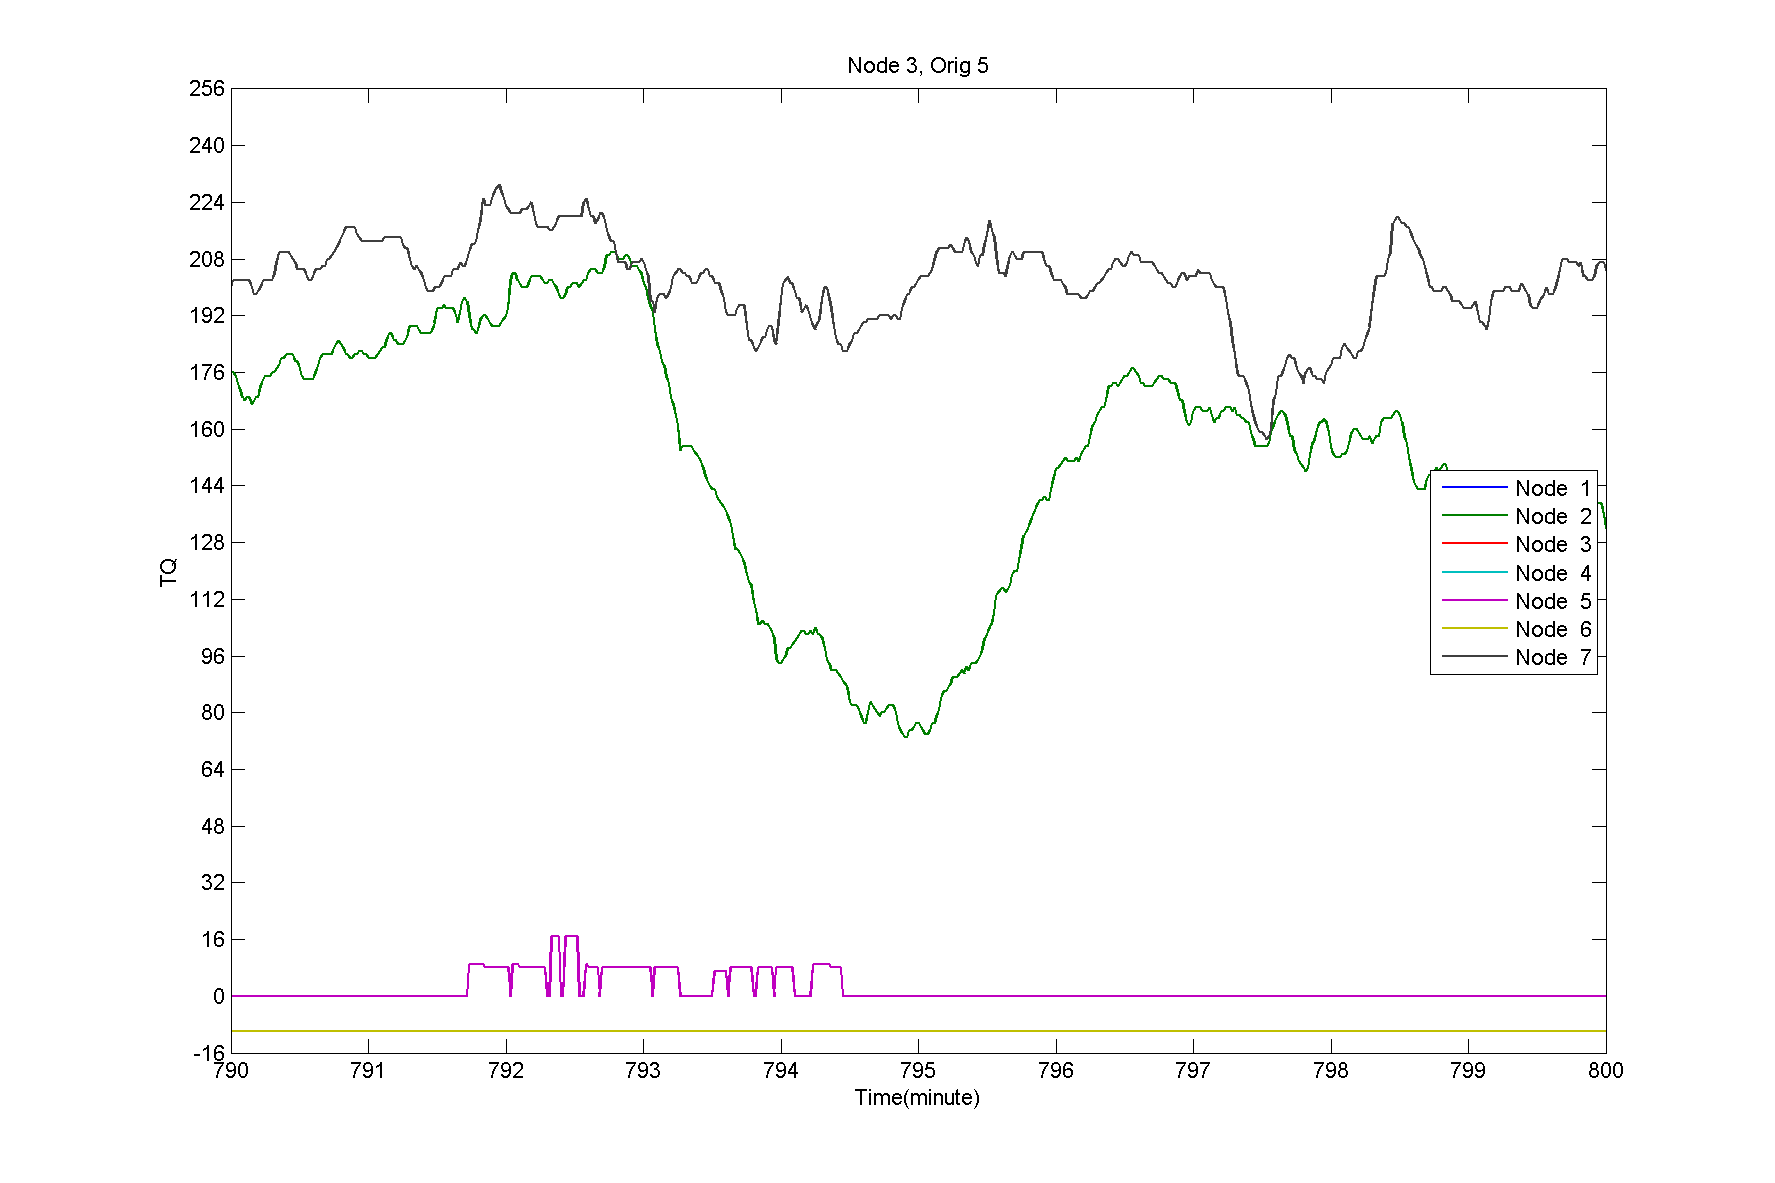 Node 3, Orig 5
256
240
224
208
192
176
160
144
128
112
96
80
64
48
32
16
0
-16
TQ
Node 1
Node 2
Node 3
Node 4
Node 5
Node 6
Node 7
790 791 792 793 794 795 796 797 798 799 800
Time(minute)